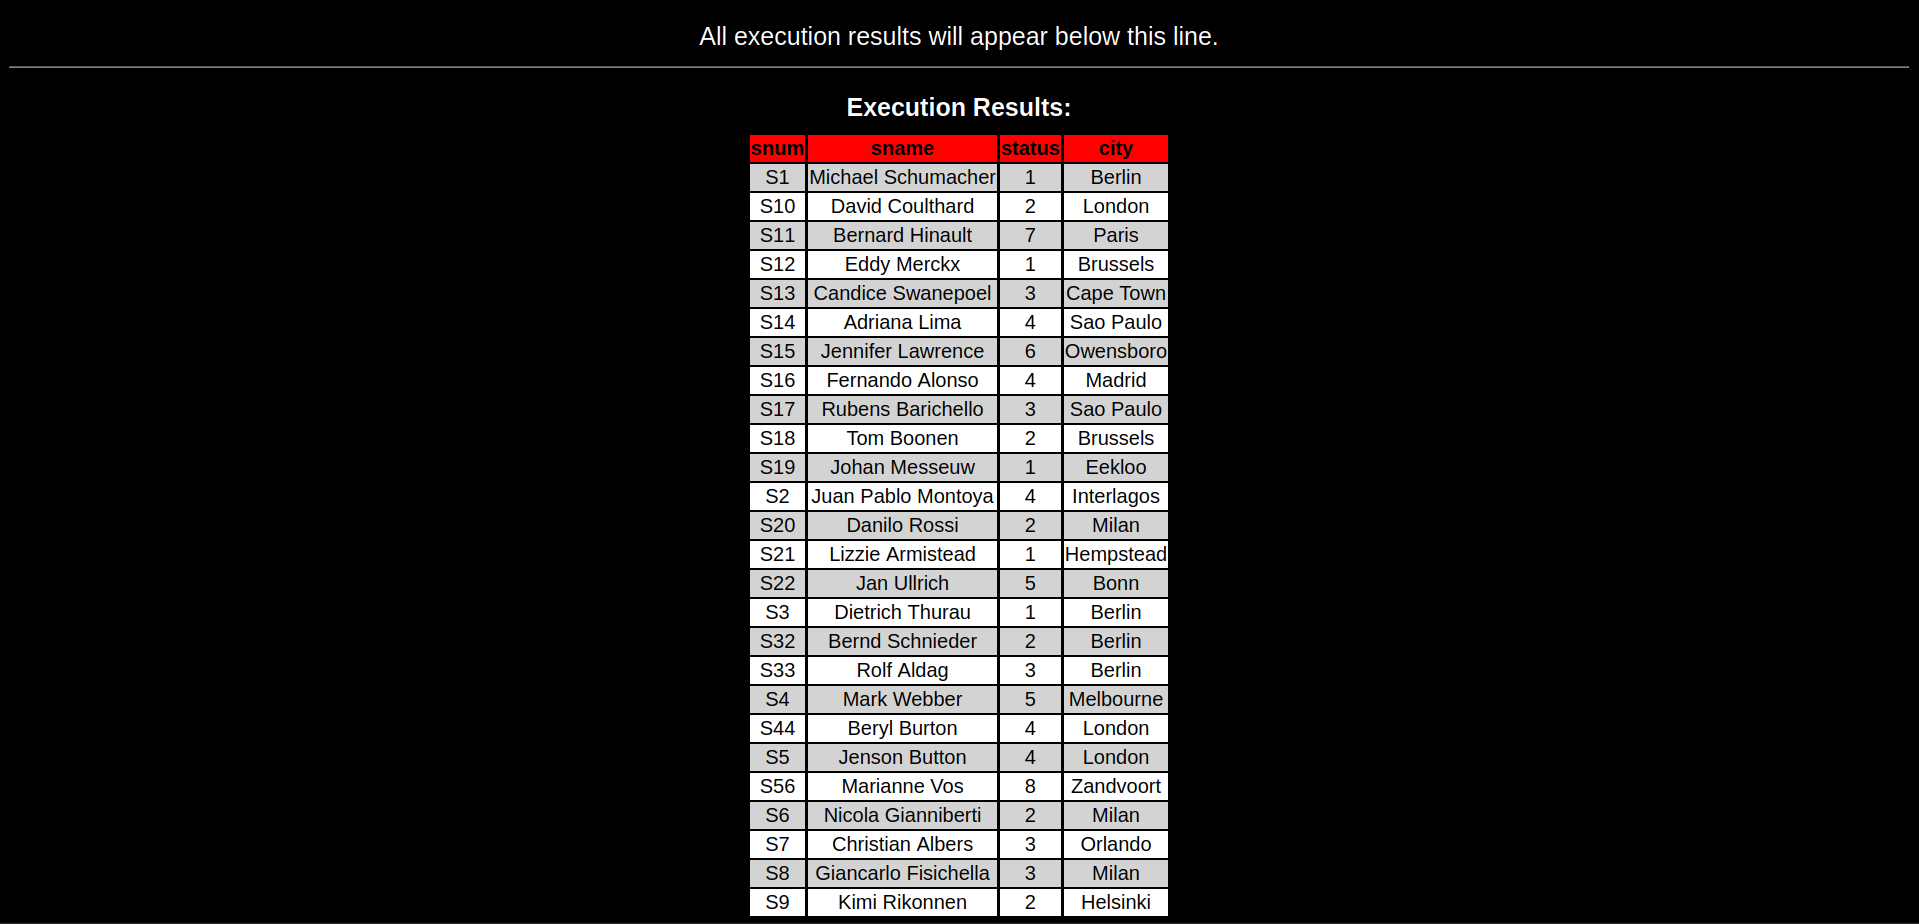 All execution results will appear below this line.
Execution Results:
snum sname status city
S1 Michael Schumacher 1 Berlin
S10 David Coulthard 2 London
S11 Bernard Hinault 7 Paris
S12 Eddy Merckx 1 Brussels
S13 Candice Swanepoel 3 Cape Town
S14 Adriana Lima 4 Sao Paulo
S15 Jennifer Lawrence 6 Owensboro
S16 Fernando Alonso 4 Madrid
S17 Rubens Barichello 3 Sao Paulo
S18 Tom Boonen 2 Brussels
S19 Johan Messeuw 1 Eekloo
S2 Juan Pablo Montoya 4 Interlagos
S20 Danilo Rossi 2 Milan
S21 Lizzie Armistead 1 Hempstead
S22 Jan Ullrich 5 Bonn
S3 Dietrich Thurau 1 Berlin
S32 Bernd Schnieder 2 Berlin
S33 Rolf Aldag 3 Berlin
S4 Mark Webber 5 Melbourne
S44 Beryl Burton 4 London
S5 Jenson Button 4 London
S56 Marianne Vos 8 Zandvoort
S6 Nicola Gianniberti 2 Milan
S7 Christian Albers 3 Orlando
S8 Giancarlo Fisichella 3 Milan
S9 Kimi Rikonnen 2 Helsinki